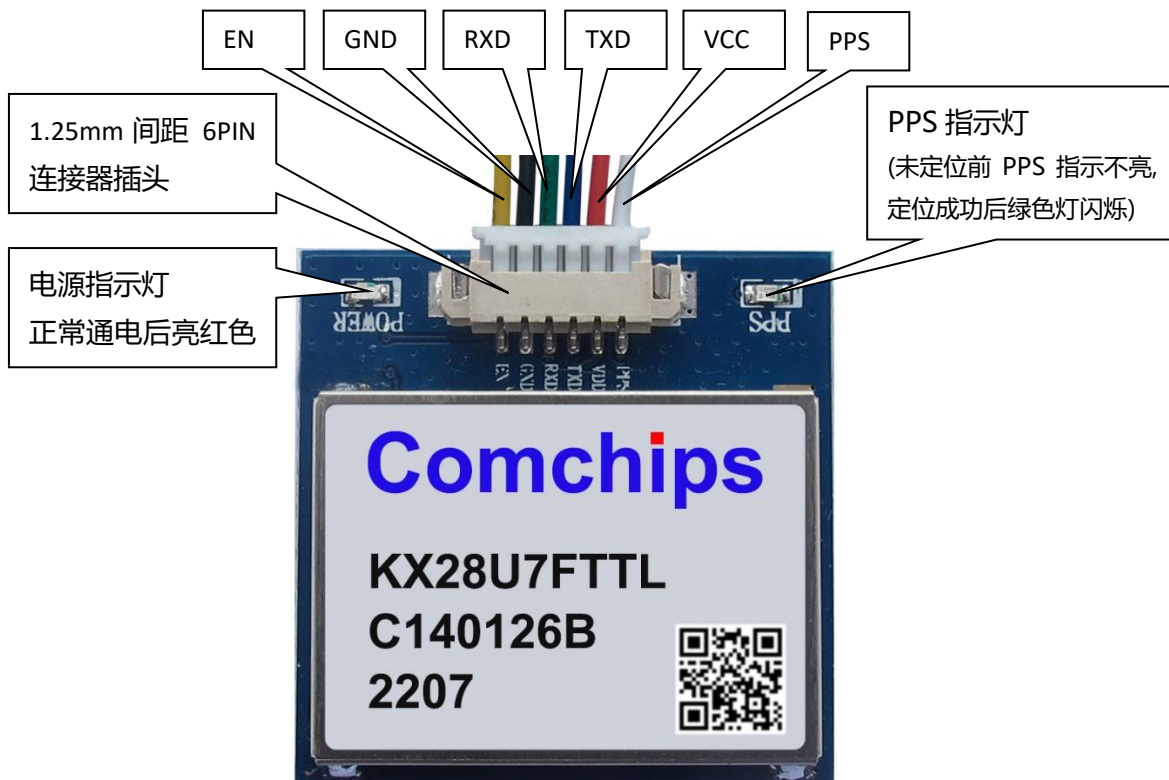 EN
GND
RXD
TXD
VCC
PPS
1.25mm 间距 6PIN
连接器插头
PPS 指示灯
(未定位前 PPS 指示不亮,
定位成功后绿色灯闪烁)
电源指示灯
正常通电后亮红色
POWER
PPS
EN
GND
RXD
TXD
VDD
PPS
Comchips
KX28U7FTTL
C140126B
2207